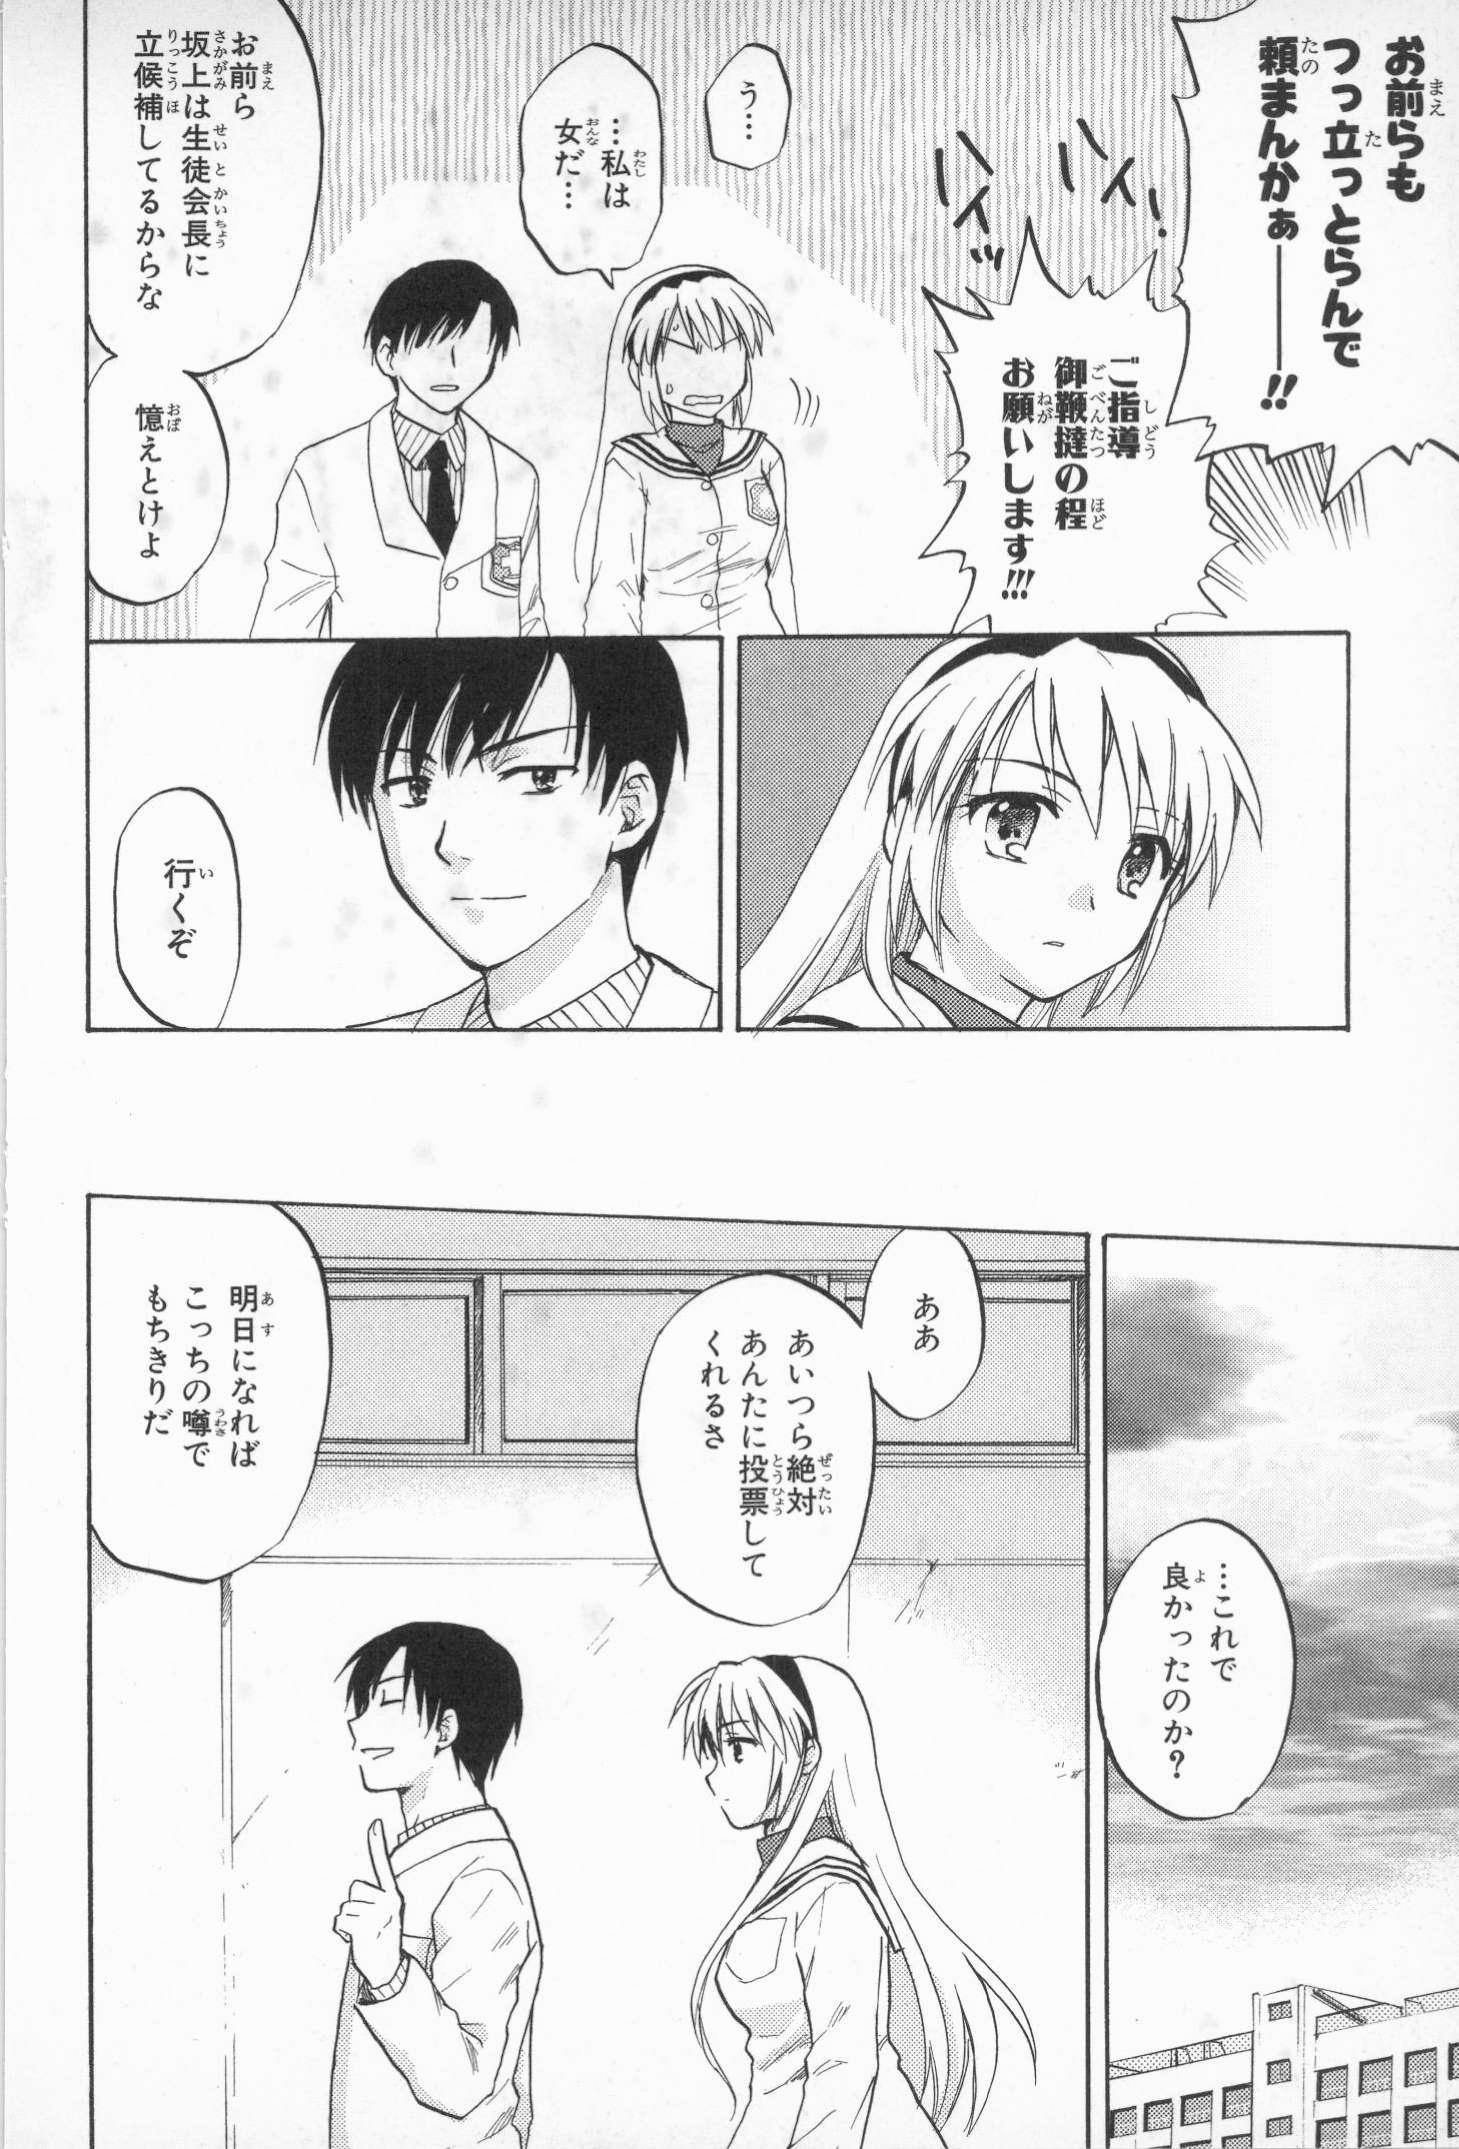 お前らも
つっ立っとらんで
頼まんかぁ――!!
ハイ!
ハイッ
ご指導
御鞭撻の程
お願いします!!!
う…
…私は
女だ…
お前ら
坂上は生徒会長に
立候補してるからな
憶えとけよ
行くぞ
…これで
良かったのか?
ああ
あいつら絶対
あんたに投票して
くれるさ
明日になれば
こっちの噂で
もちきりだ